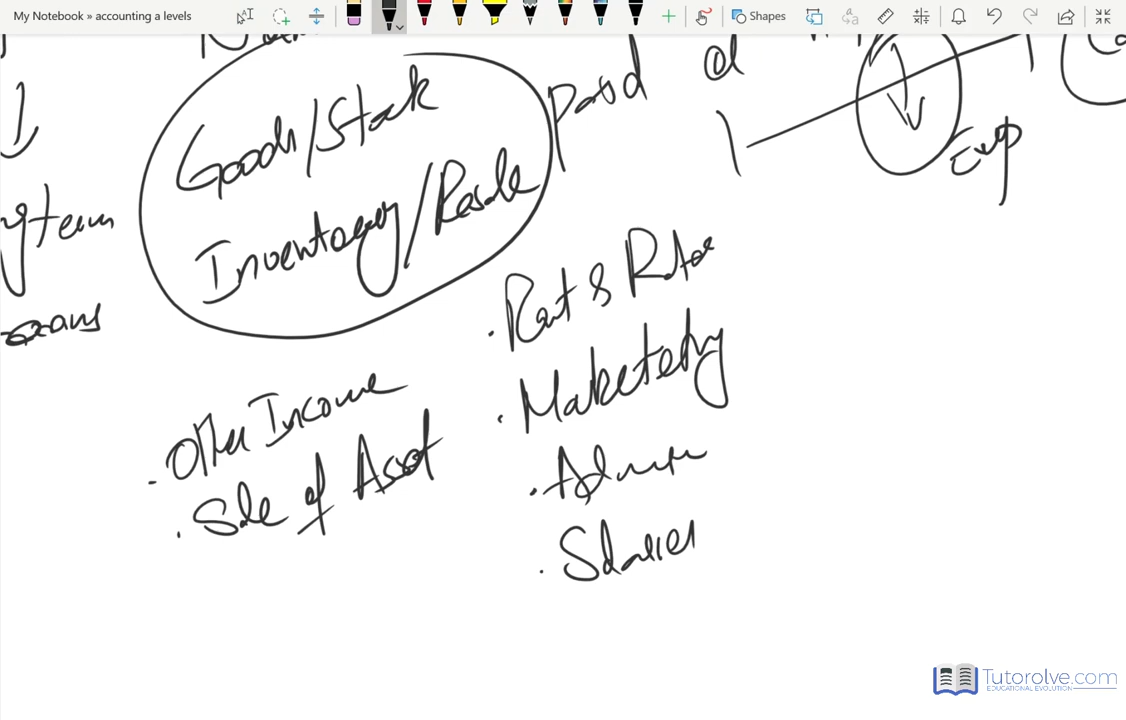 My Notebook » accounting a levels
Shapes
Goods/Stock
Inventory/Resale
Paid
Exp
yterm
Rent & Rates
Marketing
Other Income
Sale of Asset
Admin
Salaries
Tutorolve.com
EDUCATIONAL EVOLUTION